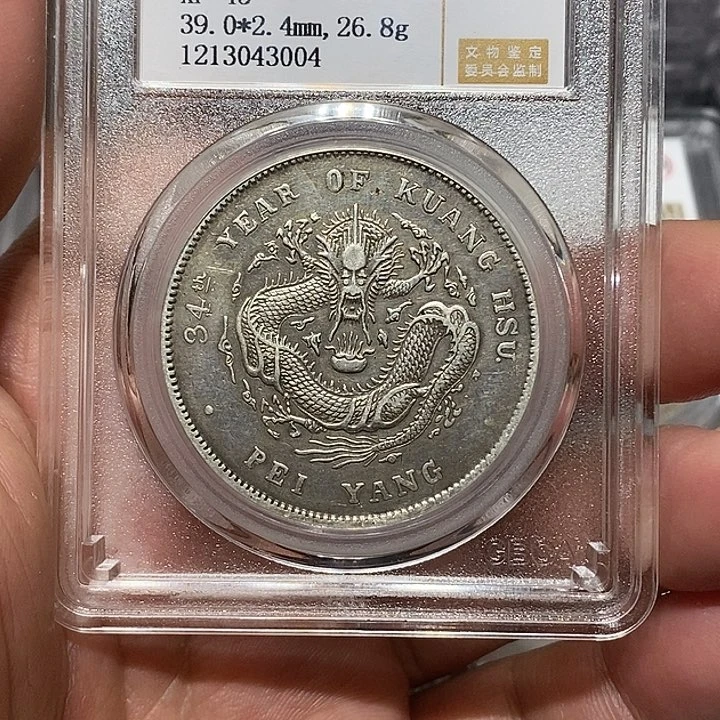 39.0*2.4mm, 26.8g
1213043004
文物鉴定
委员会监制
34TH YEAR OF KUANG HSU
PEI YANG